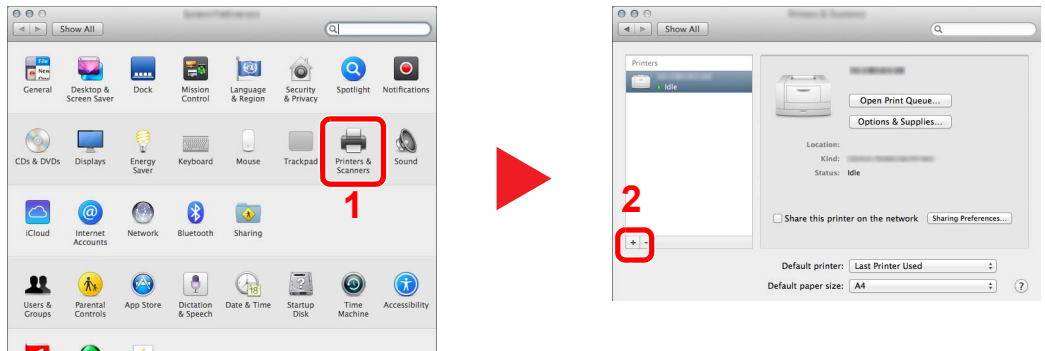 Show All
General
Desktop &
Screen Saver
Dock
Mission
Control
Language
& Region
Security
& Privacy
Spotlight
Notifications
CDs & DVDs
Displays
Energy
Saver
Keyboard
Mouse
Trackpad
Printers &
Scanners
Sound
1
iCloud
Internet
Accounts
Network
Bluetooth
Sharing
Users &
Groups
Parental
Controls
App Store
Dictation
& Speech
Date & Time
Startup
Disk
Time
Machine
Accessibility
Show All
Printers
Idle
Open Print Queue...
Options & Supplies...
Location:
Kind:
Status: Idle
2
Share this printer on the network Sharing Preferences...
+ -
Default printer: Last Printer Used
Default paper size: A4 ?